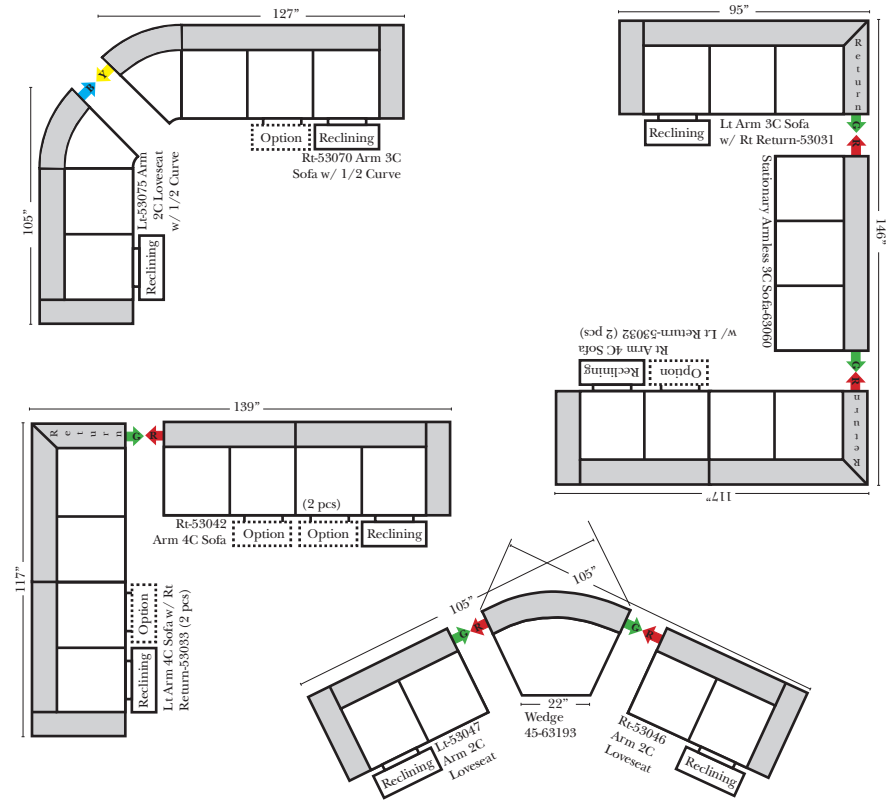 127”
B
Y
Option
Reclining
Rt-53070 Arm 3C
Sofa w/ 1/2 Curve
105”
Lt-53075 Arm
2C Loveseat
w/ 1/2 Curve
Reclining
95”
Return
Reclining
Lt Arm 3C Sofa
w/ Rt Return-53031
G
R
146”
Stationary Armless 3C Sofa-63060
G
R
Rt Arm 4C Sofa
w/ Lt Return-53032 (2 pcs)
Reclining
Option
Return
117”
139”
Return
G
R
(2 pcs)
Rt-53042
Arm 4C Sofa
Option
Option
Reclining
117”
Option
Reclining
Lt Arm 4C Sofa w/ Rt
Return-53033 (2 pcs)
105”
105”
G
R
G
R
22”
Wedge
45-63193
Lt-53047
Arm 2C
Loveseat
Reclining
Rt-53046
Arm 2C
Loveseat
Reclining